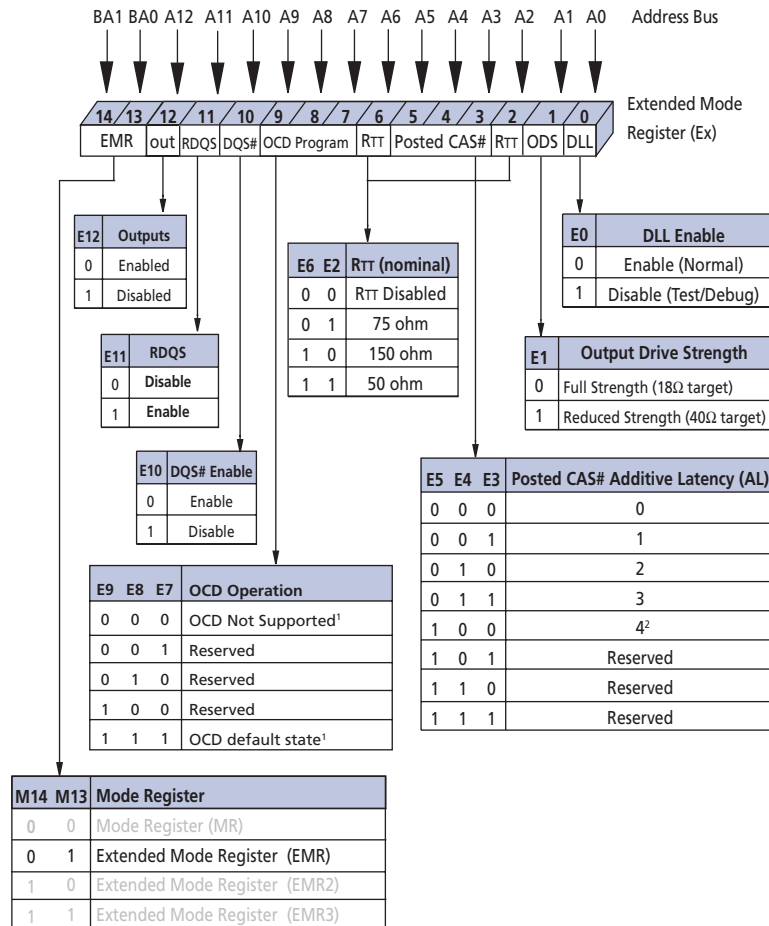 BA1 BA0 A12 A11 A10 A9 A8 A7 A6 A5 A4 A3 A2 A1 A0 Address Bus
14 13 12 11 10 9 8 7 6 5 4 3 2 1 0 Extended Mode
Register (Ex)
EMR out RDQS DQS# OCD Program RTT Posted CAS# RTT ODS DLL
E12 Outputs
0 Enabled
1 Disabled
E11 RDQS
0 Disable
1 Enable
E10 DQS# Enable
0 Enable
1 Disable
E6 E2 RTT (nominal)
0 0 RTT Disabled
0 1 75 ohm
1 0 150 ohm
1 1 50 ohm
E0 DLL Enable
0 Enable (Normal)
1 Disable (Test/Debug)
E1 Output Drive Strength
0 Full Strength (18Ω target)
1 Reduced Strength (40Ω target)
E5 E4 E3 Posted CAS# Additive Latency (AL)
0 0 0 0
0 0 1 1
0 1 0 2
0 1 1 3
1 0 0 4²
1 0 1 Reserved
1 1 0 Reserved
1 1 1 Reserved
E9 E8 E7 OCD Operation
0 0 0 OCD Not Supported¹
0 0 1 Reserved
0 1 0 Reserved
1 0 0 Reserved
1 1 1 OCD default state¹
M14 M13 Mode Register
0 0 Mode Register (MR)
0 1 Extended Mode Register (EMR)
1 0 Extended Mode Register (EMR2)
1 1 Extended Mode Register (EMR3)